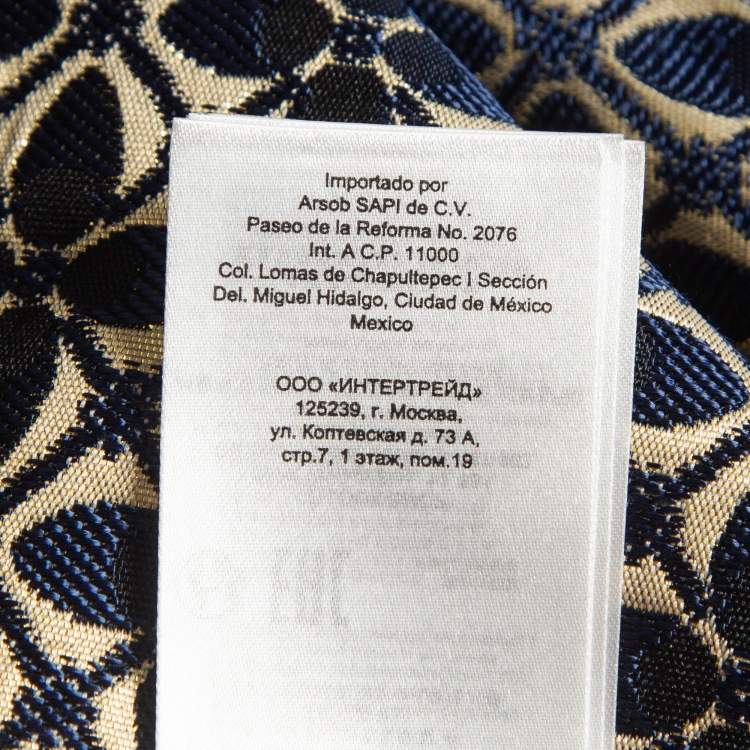 Importado por
Arsob SAPI de C.V.
Paseo de la Reforma No. 2076
Int. A C.P. 11000
Col. Lomas de Chapultepec I Sección
Del. Miguel Hidalgo, Ciudad de México
Mexico
ООО «ИНТЕРТРЕЙД»
125239, г. Москва,
ул. Коптевская д. 73 А,
стр.7, 1 этаж, пом.19